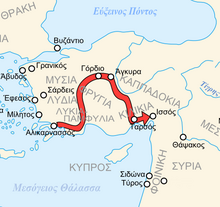 ΘΡΑΚΗ
Εύξεινος Πόντος
Βυζάντιο
Γρανικός
Άβυδος
Γόρδιο
Άγκυρα
ΜΥΣΙΑ
Σάρδεις
ΦΡΥΓΙΑ
ΚΑΠΠΑΔΟΚΙΑ
Έφεσος
ΛΥΔΙΑ
Μίλητος
Αλικαρνασσός
ΛΥΚΙΑ
ΠΑΜΦΥΛΙΑ
ΚΙΛΙΚΙΑ
Ισσός
Ταρσός
Θάψακος
ΚΥΠΡΟΣ
ΦΟΙΝΙΚΗ
Σιδώνα
Τύρος
Μεσόγειος Θάλασσα